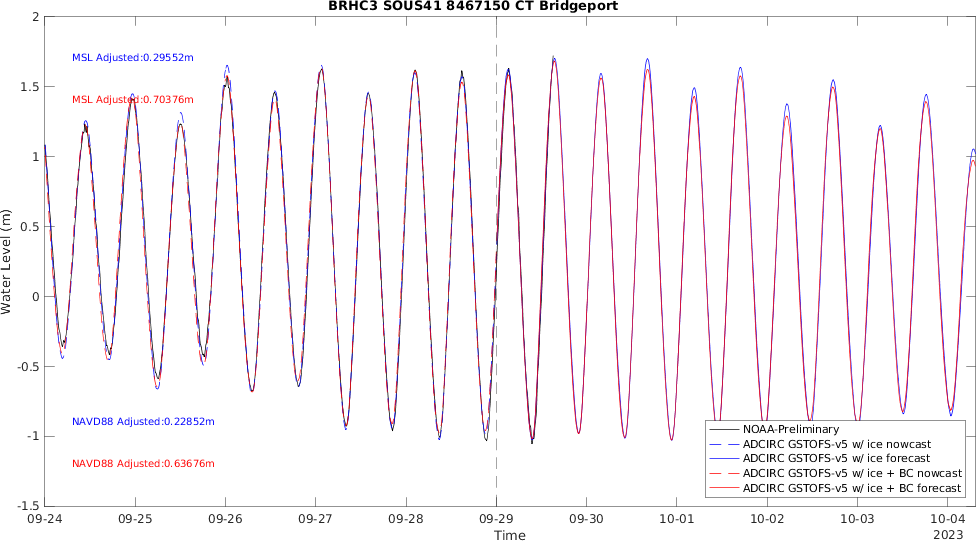 BRHC3 SOUS41 8467150 CT Bridgeport
2
MSL Adjusted:0.29552m
1.5
MSL Adjusted:0.70376m
1
0.5
Water Level (m)
0
-0.5
NAVD88 Adjusted:0.22852m
-1
NAVD88 Adjusted:0.63676m
-1.5
NOAA-Preliminary
ADCIRC GSTOFS-v5 w/ ice nowcast
ADCIRC GSTOFS-v5 w/ ice forecast
ADCIRC GSTOFS-v5 w/ ice + BC nowcast
ADCIRC GSTOFS-v5 w/ ice + BC forecast
09-24 09-25 09-26 09-27 09-28 09-29 09-30 10-01 10-02 10-03 10-04
Time
2023